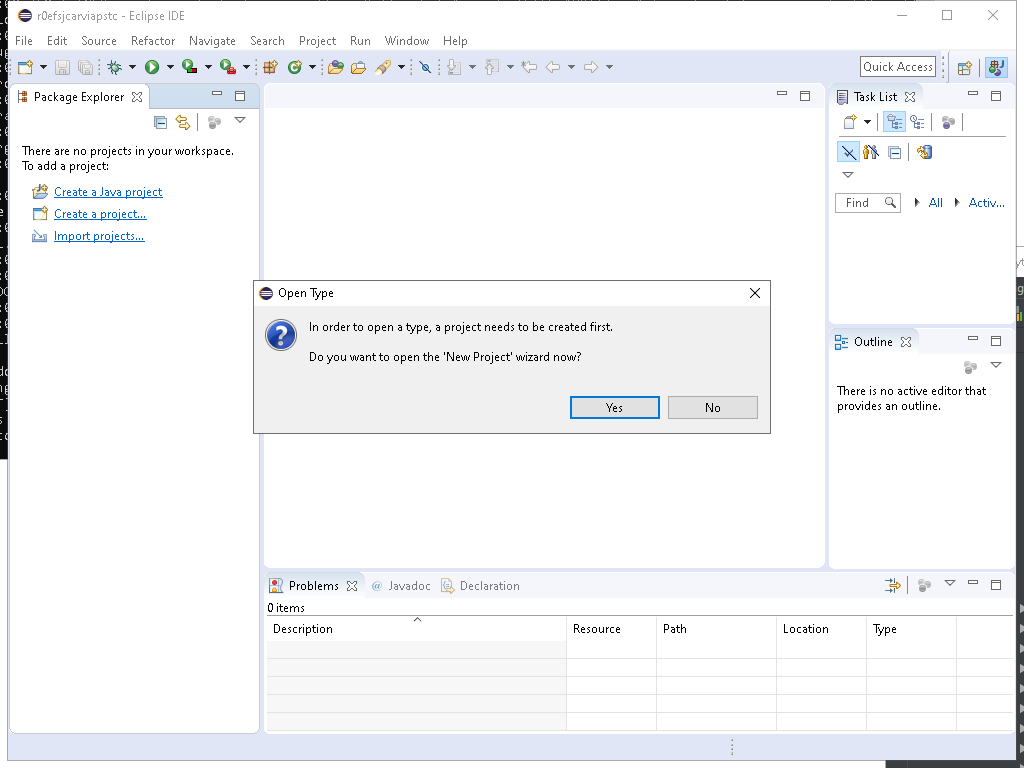 r0efsjcarviapstc - Eclipse IDE
File Edit Source Refactor Navigate Search Project Run Window Help
Quick Access
Package Explorer
There are no projects in your workspace.
To add a project:
Create a Java project
Create a project...
Import projects...
Task List
Find
All
Activ...
Open Type
In order to open a type, a project needs to be created first.
Do you want to open the 'New Project' wizard now?
Yes
No
Outline
There is no active editor that
provides an outline.
Problems
@ Javadoc
Declaration
0 items
Description Resource Path Location Type